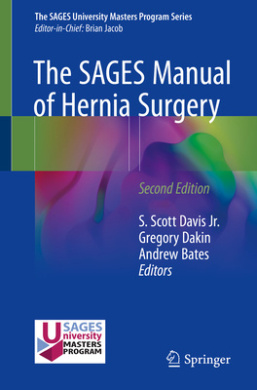 The SAGES University Masters Program Series
Editor-in-Chief: Brian Jacob
The SAGES Manual
of Hernia Surgery
Second Edition
S. Scott Davis Jr.
Gregory Dakin
Andrew Bates
Editors
SAGES
University
MASTERS
PROGRAM
Springer